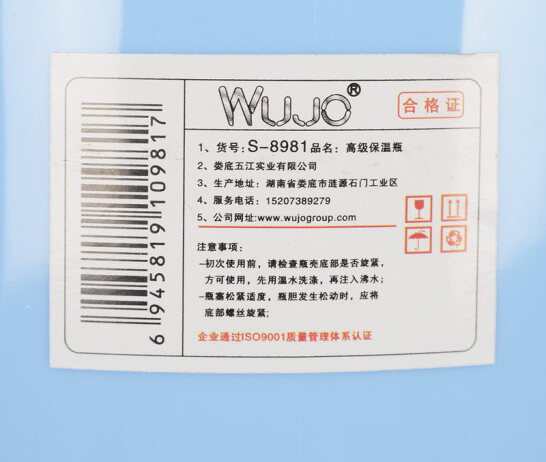 WUJO®
合格证
1、货号:S-8981品名:高级保温瓶
2、娄底五江实业有限公司
3、生产地址:湖南省娄底市涟源石门工业区
4、服务电话:15207389279
5、公司网址:www.wujogroup.com
注意事项:
~初次使用前，请检查瓶壳底部是否旋紧，
方可使用，先用温水洗涤，再注入沸水;
~瓶塞松紧适度，瓶胆发生松动时，应将
底部螺丝旋紧;
企业通过ISO9001质量管理体系认证
6945819109817